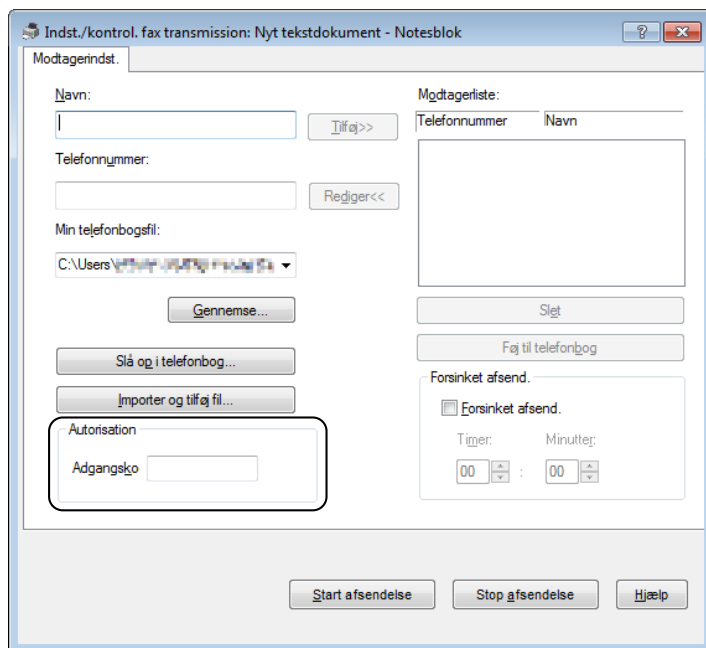 Indst./kontrol. fax transmission: Nyt tekstdokument - Notesblok
Modtagerindst.
Navn:
Tilføj>>
Telefonnummer:
Rediger<<
Min telefonbogsfil:
C:\Users\
Gennemse...
Slå op i telefonbog...
Importer og tilføj fil...
Autorisation
Adgangsko
Modtagerliste:
Telefonnummer Navn
Slet
Føj til telefonbog
Forsinket afsend.
Forsinket afsend.
Timer: Minutter:
00 : 00
Start afsendelse Stop afsendelse Hjælp